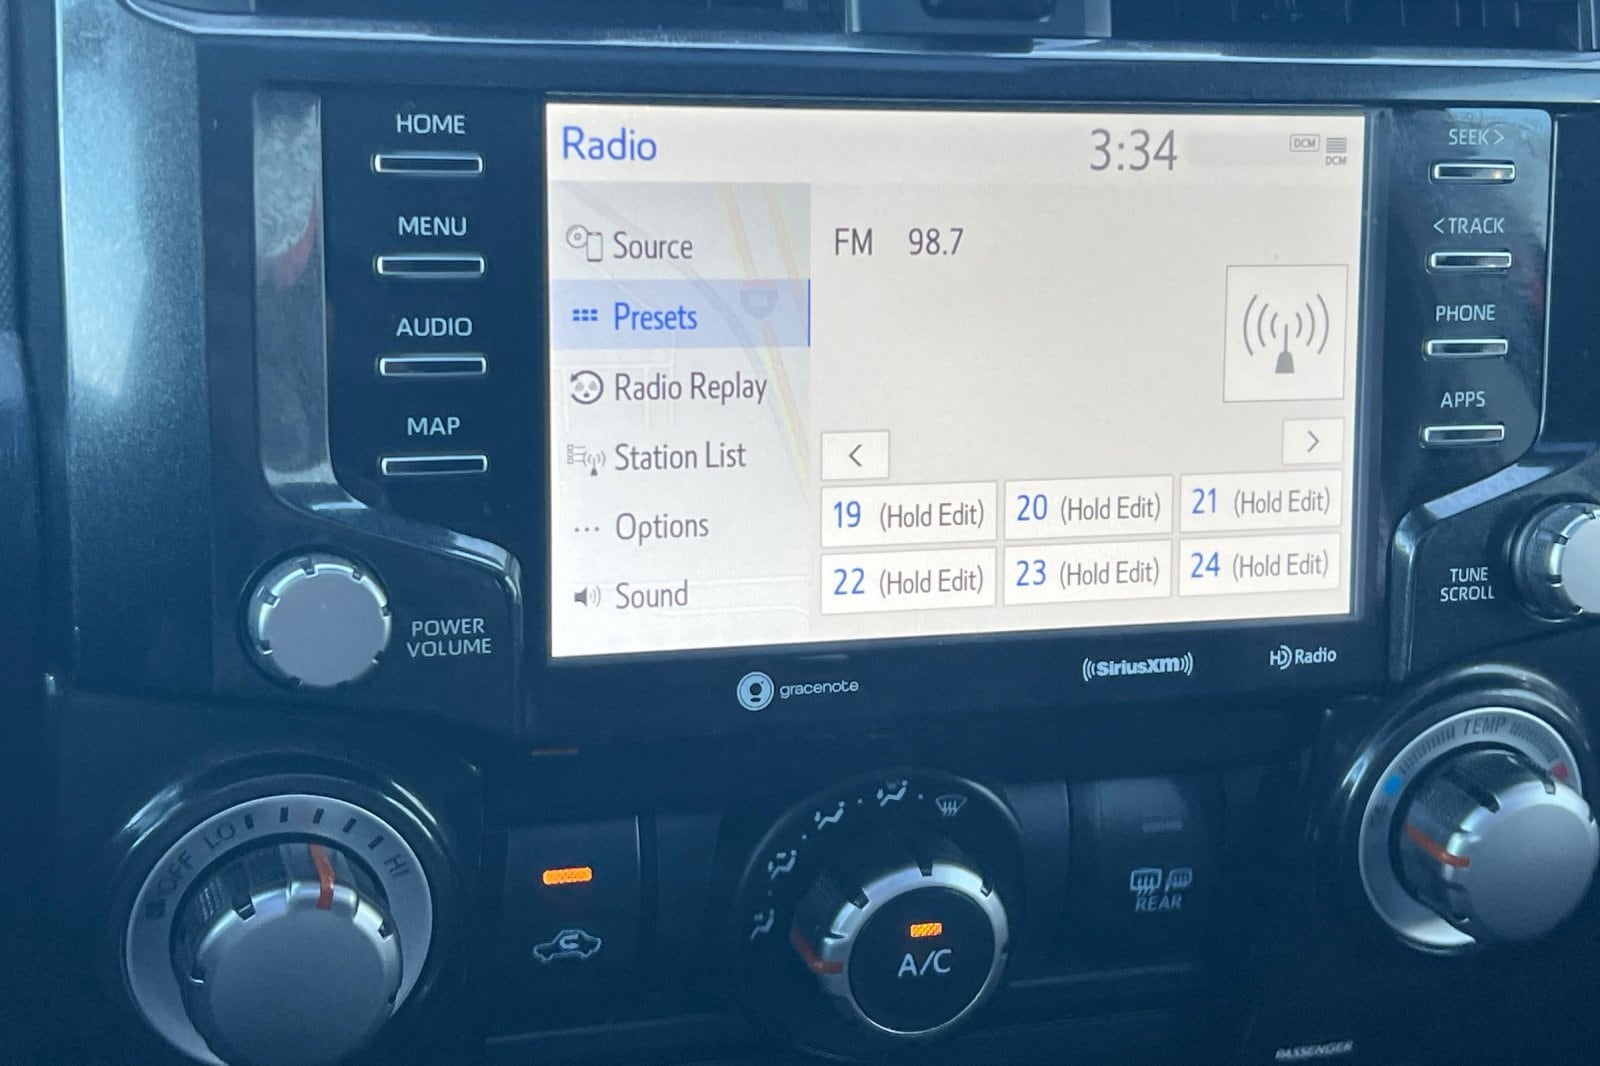 HOME
MENU
AUDIO
MAP
POWER
VOLUME
Radio
3:34
DCM
DCM
Source
Presets
Radio Replay
Station List
Options
Sound
FM 98.7
<
>
19 (Hold Edit)
20 (Hold Edit)
21 (Hold Edit)
22 (Hold Edit)
23 (Hold Edit)
24 (Hold Edit)
SEEK >
< TRACK
PHONE
APPS
TUNE
SCROLL
gracenote
((SiriusXM))
HD Radio
OFF LO HI
A/C
REAR
TEMP
PASSENGER